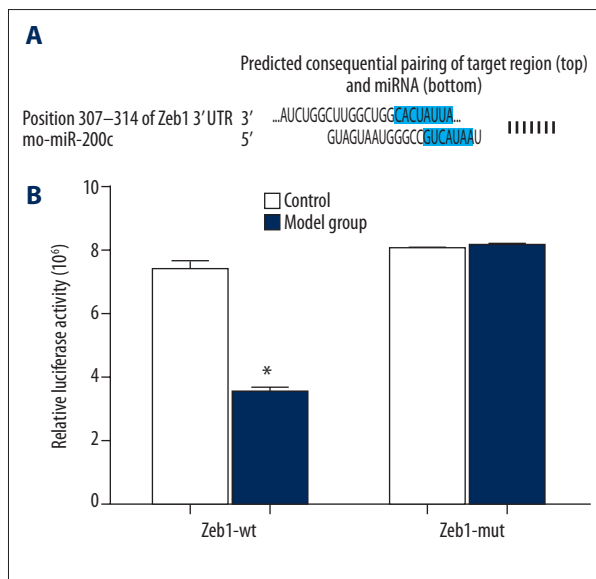 A
Predicted consequential pairing of target region (top)
and miRNA (bottom)
Position 307–314 of Zeb1 3' UTR 3' ...AUCUGGCUUGGCUGGCACUAUUA...
mo-miR-200c 5' GUAGUAAUGGGCCGUCAUAAU
B
Control
Model group
Relative luciferase activity (10⁶)
10
8
6
4
2
0
*
Zeb1-wt
Zeb1-mut